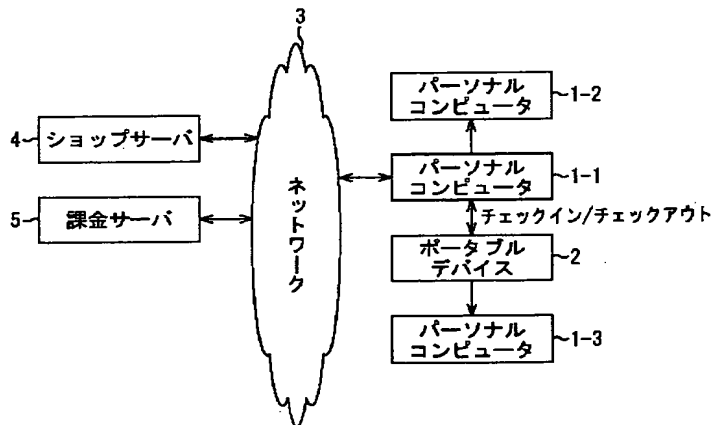 3
パーソナル
コンピュータ
1-2
4
ショップサーバ
パーソナル
コンピュータ
1-1
ネットワーク
チェックイン/チェックアウト
5
課金サーバ
ポータブル
デバイス
2
パーソナル
コンピュータ
1-3